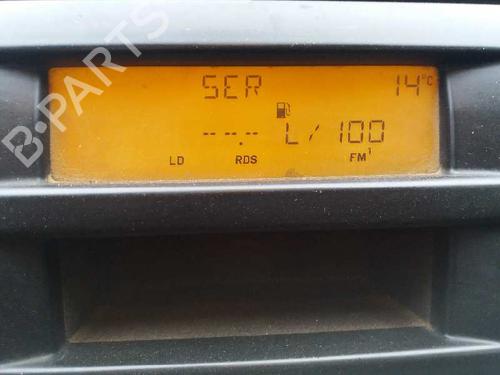 B-PARTS
SER 14°C
---.- L/100
LD RDS FM1